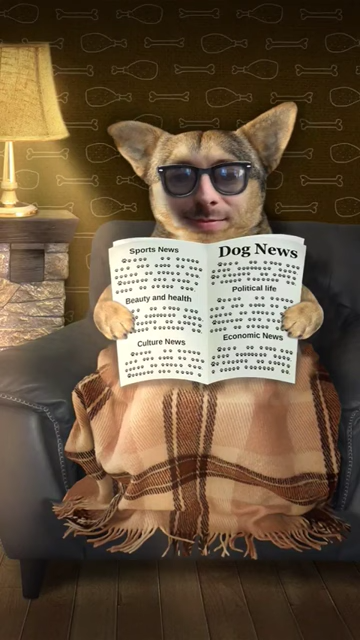 Sports News
Beauty and health
Culture News
Dog News
Political life
Economic News